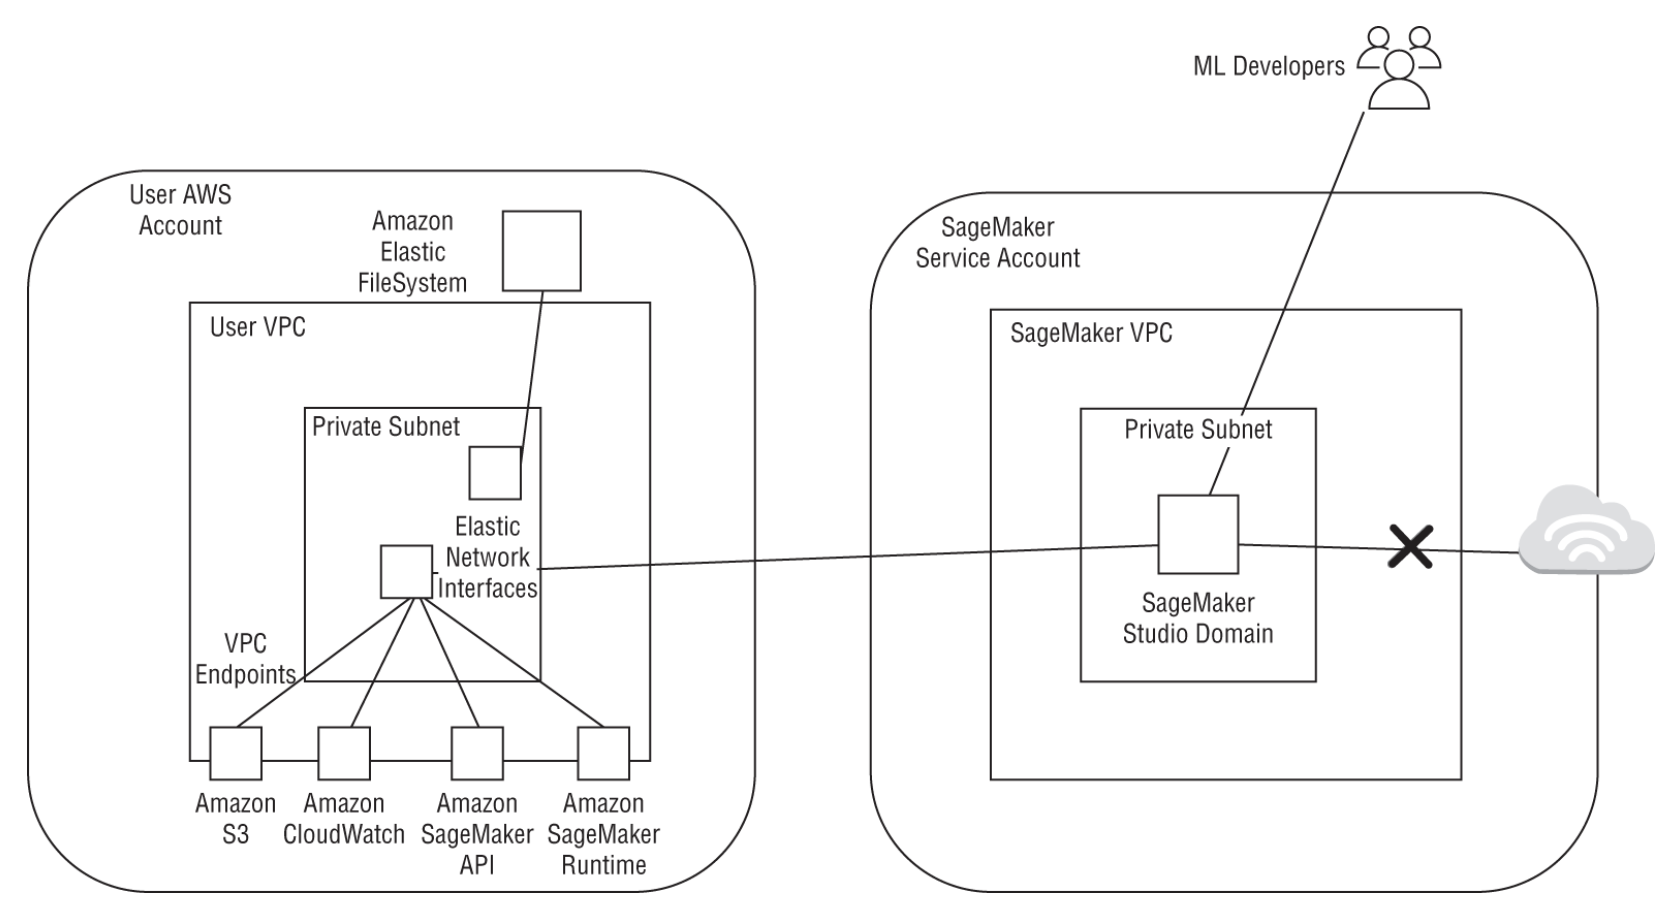 ML Developers
User AWS
Account
Amazon
Elastic
FileSystem
User VPC
Private Subnet
Elastic
Network
Interfaces
VPC
Endpoints
Amazon
S3
Amazon
CloudWatch
Amazon
SageMaker
API
Amazon
SageMaker
Runtime
SageMaker
Service Account
SageMaker VPC
Private Subnet
SageMaker
Studio Domain